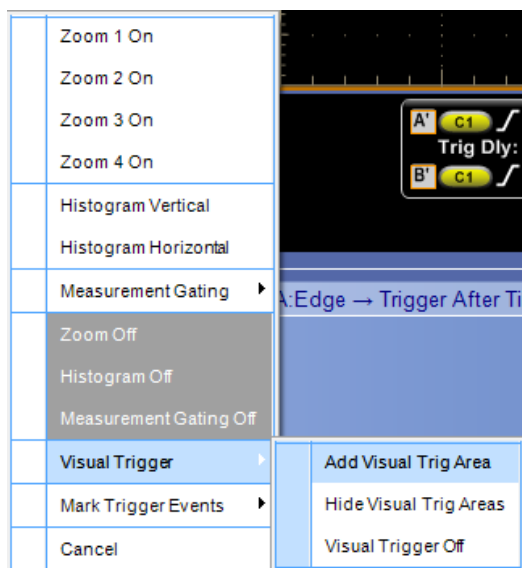 Zoom 1 On
Zoom 2 On
Zoom 3 On
Zoom 4 On
Histogram Vertical
Histogram Horizontal
Measurement Gating
Zoom Off
Histogram Off
Measurement Gating Off
Visual Trigger
Mark Trigger Events
Cancel
Add Visual Trig Area
Hide Visual Trig Areas
Visual Trigger Off
A' C1
Trig Dly:
B' C1
A:Edge → Trigger After Ti